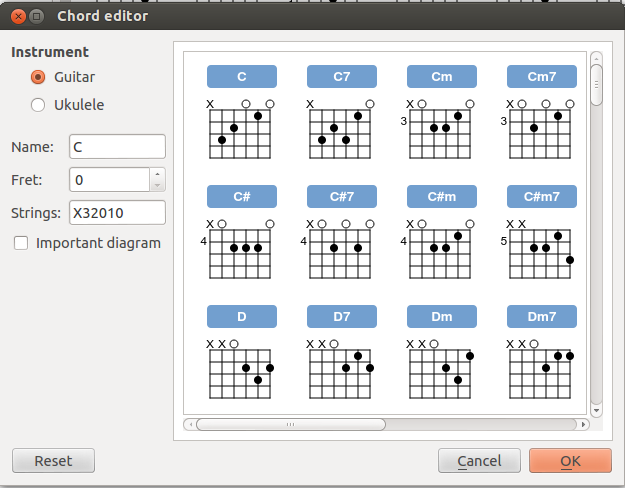 Chord editor
Instrument
Guitar
Ukulele
Name: C
Fret: 0
Strings: X32010
Important diagram
C C7 Cm Cm7
X X X X
3 3
C# C#7 C#m C#m7
X X X X X
4 4 4 5
D D7 Dm Dm7
X X X X X X X X
Reset Cancel OK